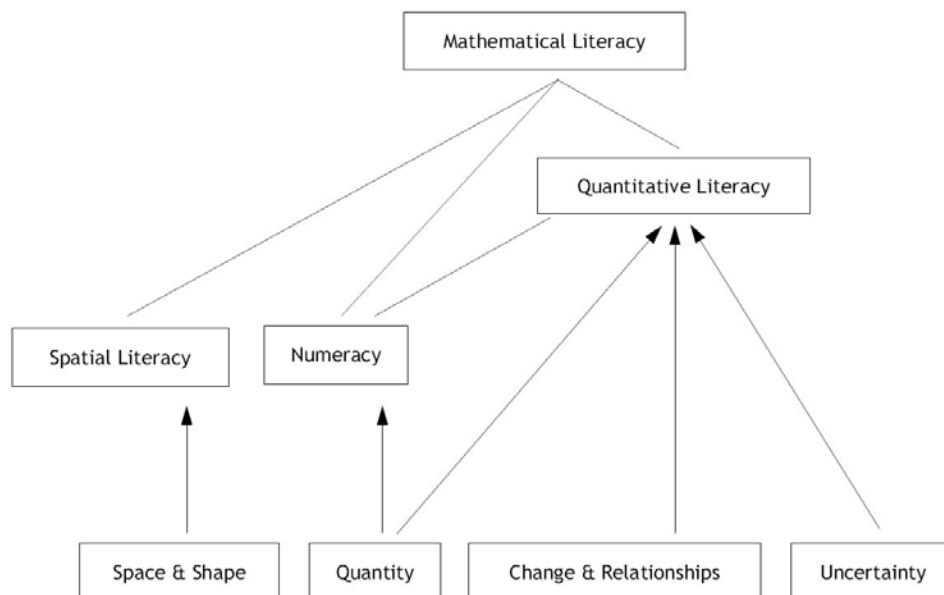 Mathematical Literacy
Quantitative Literacy
Spatial Literacy
Numeracy
Space & Shape
Quantity
Change & Relationships
Uncertainty